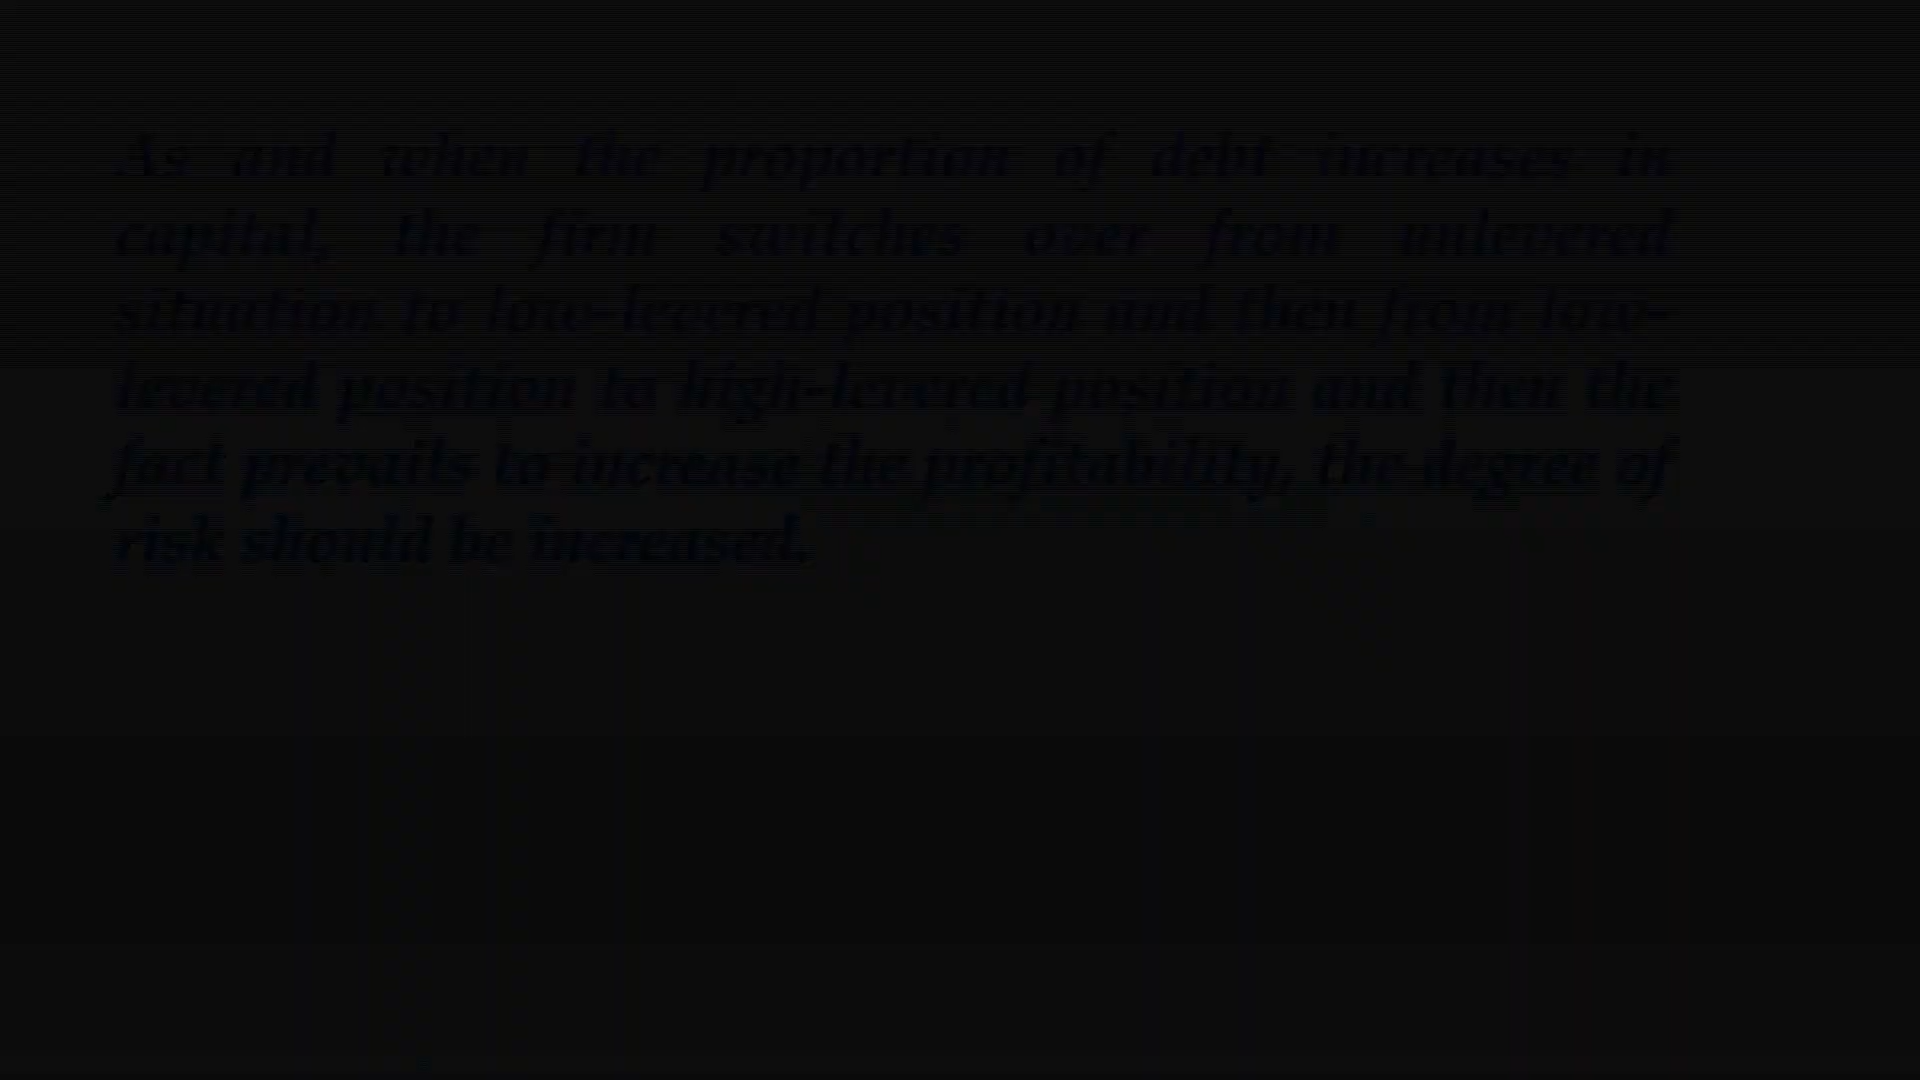 As and when the proportion of debt increases in
capital, the firm switches over from unlevered
situation to low-levered position and then from low-
levered position to high-levered position and then the
fact prevails to increase the profitability, the degree of
risk should be increased.